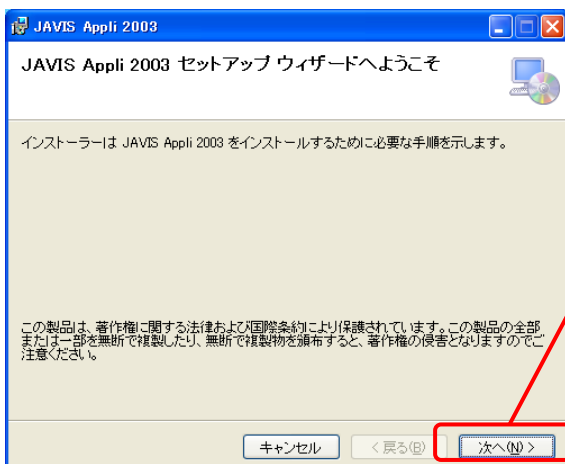 JAVIS Appli 2003
JAVIS Appli 2003 セットアップ ウィザードへようこそ
インストーラーは JAVIS Appli 2003 をインストールするために必要な手順を示します。
この製品は、著作権に関する法律および国際条約により保護されています。この製品の全部
または一部を無断で複製したり、無断で複製物を頒布すると、著作権の侵害となりますのでご
注意ください。
キャンセル < 戻る(B) 次へ(N) >